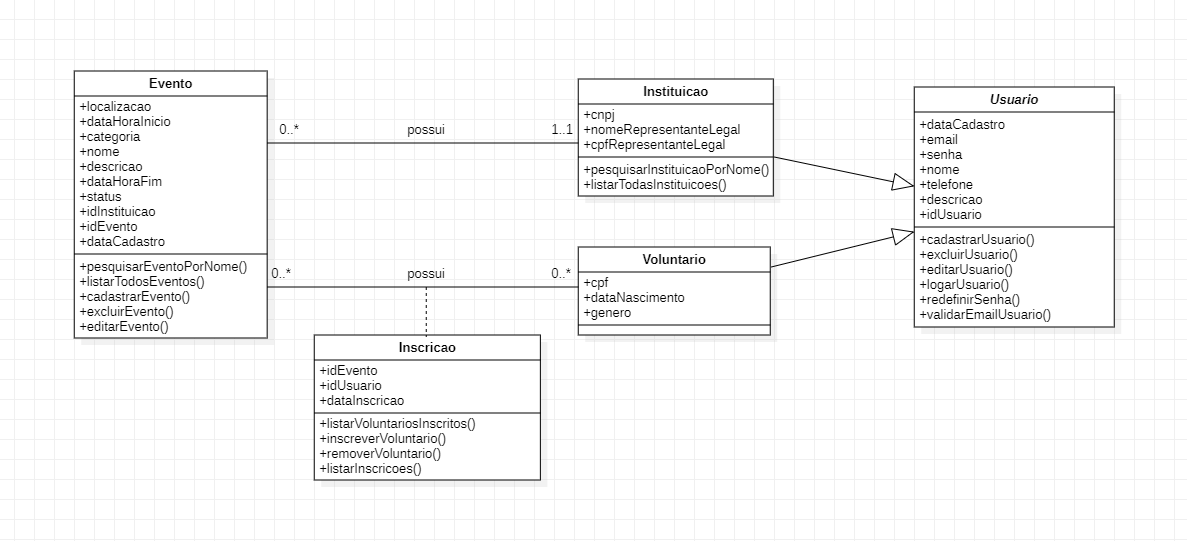 Evento
+localizacao
+dataHoraInicio
+categoria
+nome
+descricao
+dataHoraFim
+status
+idInstituicao
+idEvento
+dataCadastro
+pesquisarEventoPorNome()
+listarTodosEventos()
+cadastrarEvento()
+excluirEvento()
+editarEvento()
0..* possui 1..1
Instituicao
+cnpj
+nomeRepresentanteLegal
+cpfRepresentanteLegal
+pesquisarInstituicaoPorNome()
+listarTodasInstituicoes()
0..* possui 0..*
Voluntario
+cpf
+dataNascimento
+genero
Inscricao
+idEvento
+idUsuario
+dataInscricao
+listarVoluntariosInscritos()
+inscreverVoluntario()
+removerVoluntario()
+listarInscricoes()
Usuario
+dataCadastro
+email
+senha
+nome
+telefone
+descricao
+idUsuario
+cadastrarUsuario()
+excluirUsuario()
+editarUsuario()
+logarUsuario()
+redefinirSenha()
+validarEmailUsuario()